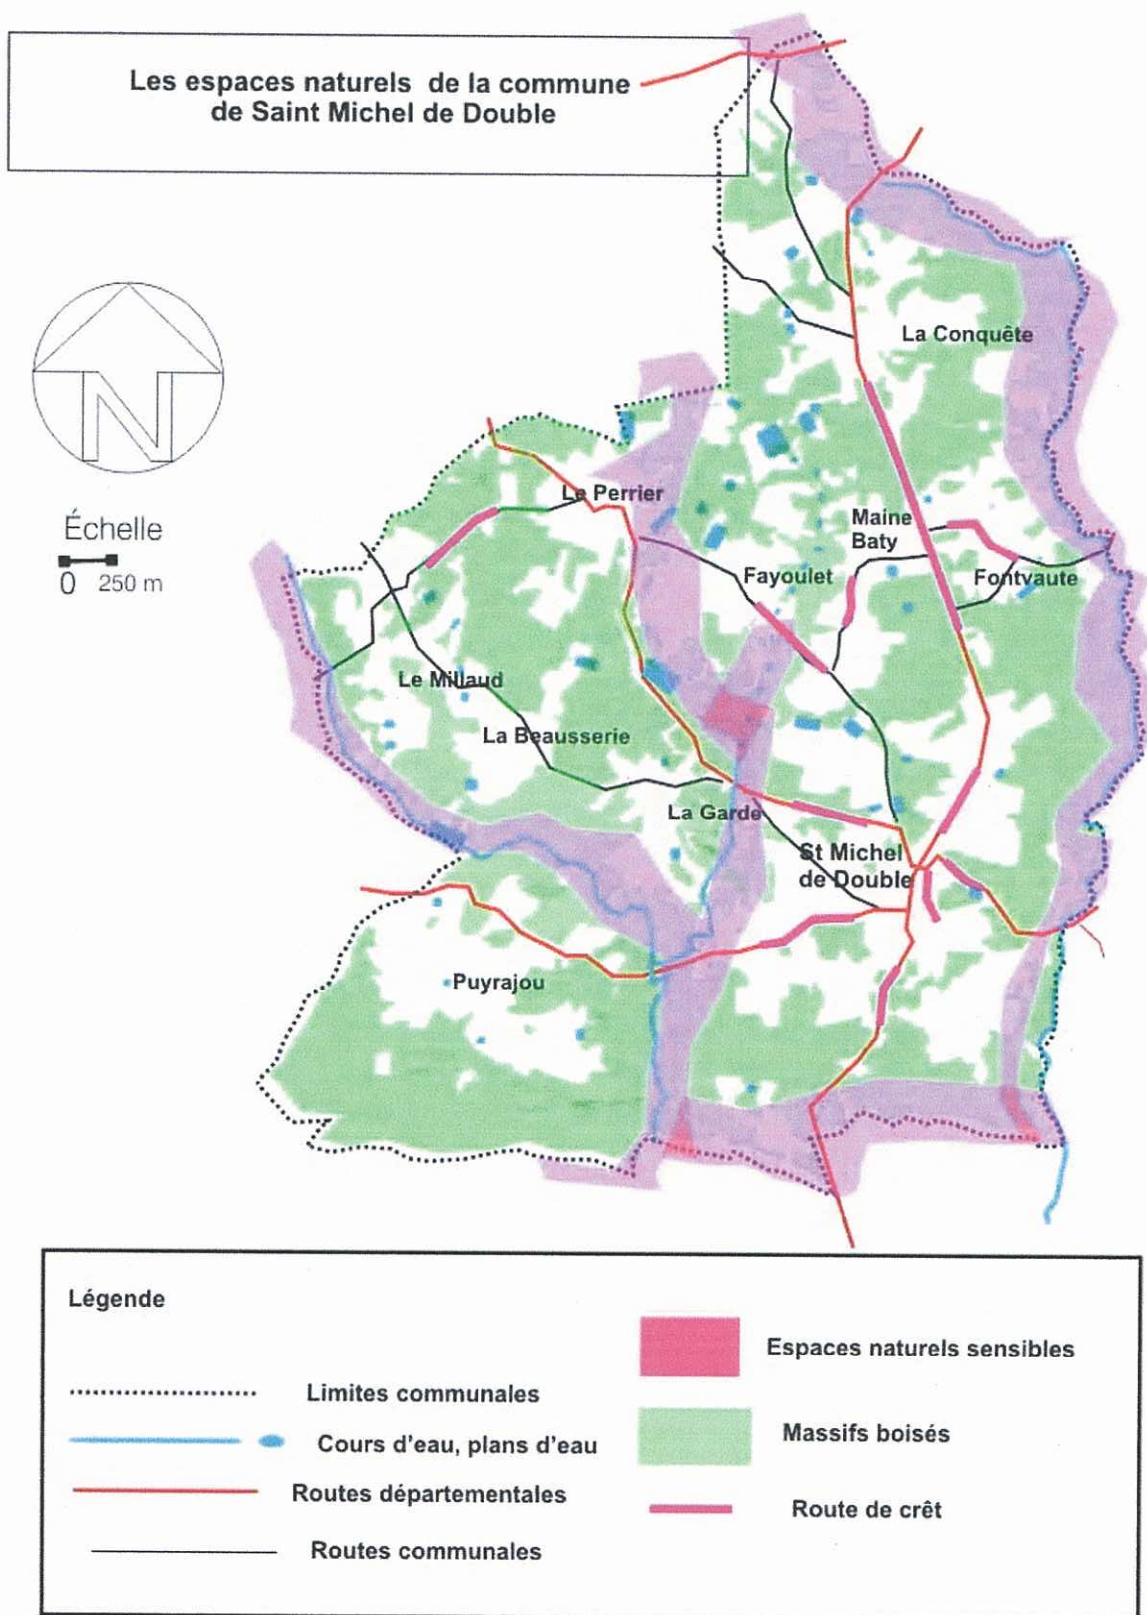 Les espaces naturels de la commune
de Saint Michel de Double
N
Échelle
0 250 m
La Conquête
Le Perrier
Maine
Baty
Fayoulet
Fontvaute
Le Millaud
La Beausserie
La Garde
St Michel
de Double
Puyrajou
Légende
Limites communales
Cours d'eau, plans d'eau
Routes départementales
Routes communales
Espaces naturels sensibles
Massifs boisés
Route de crêt